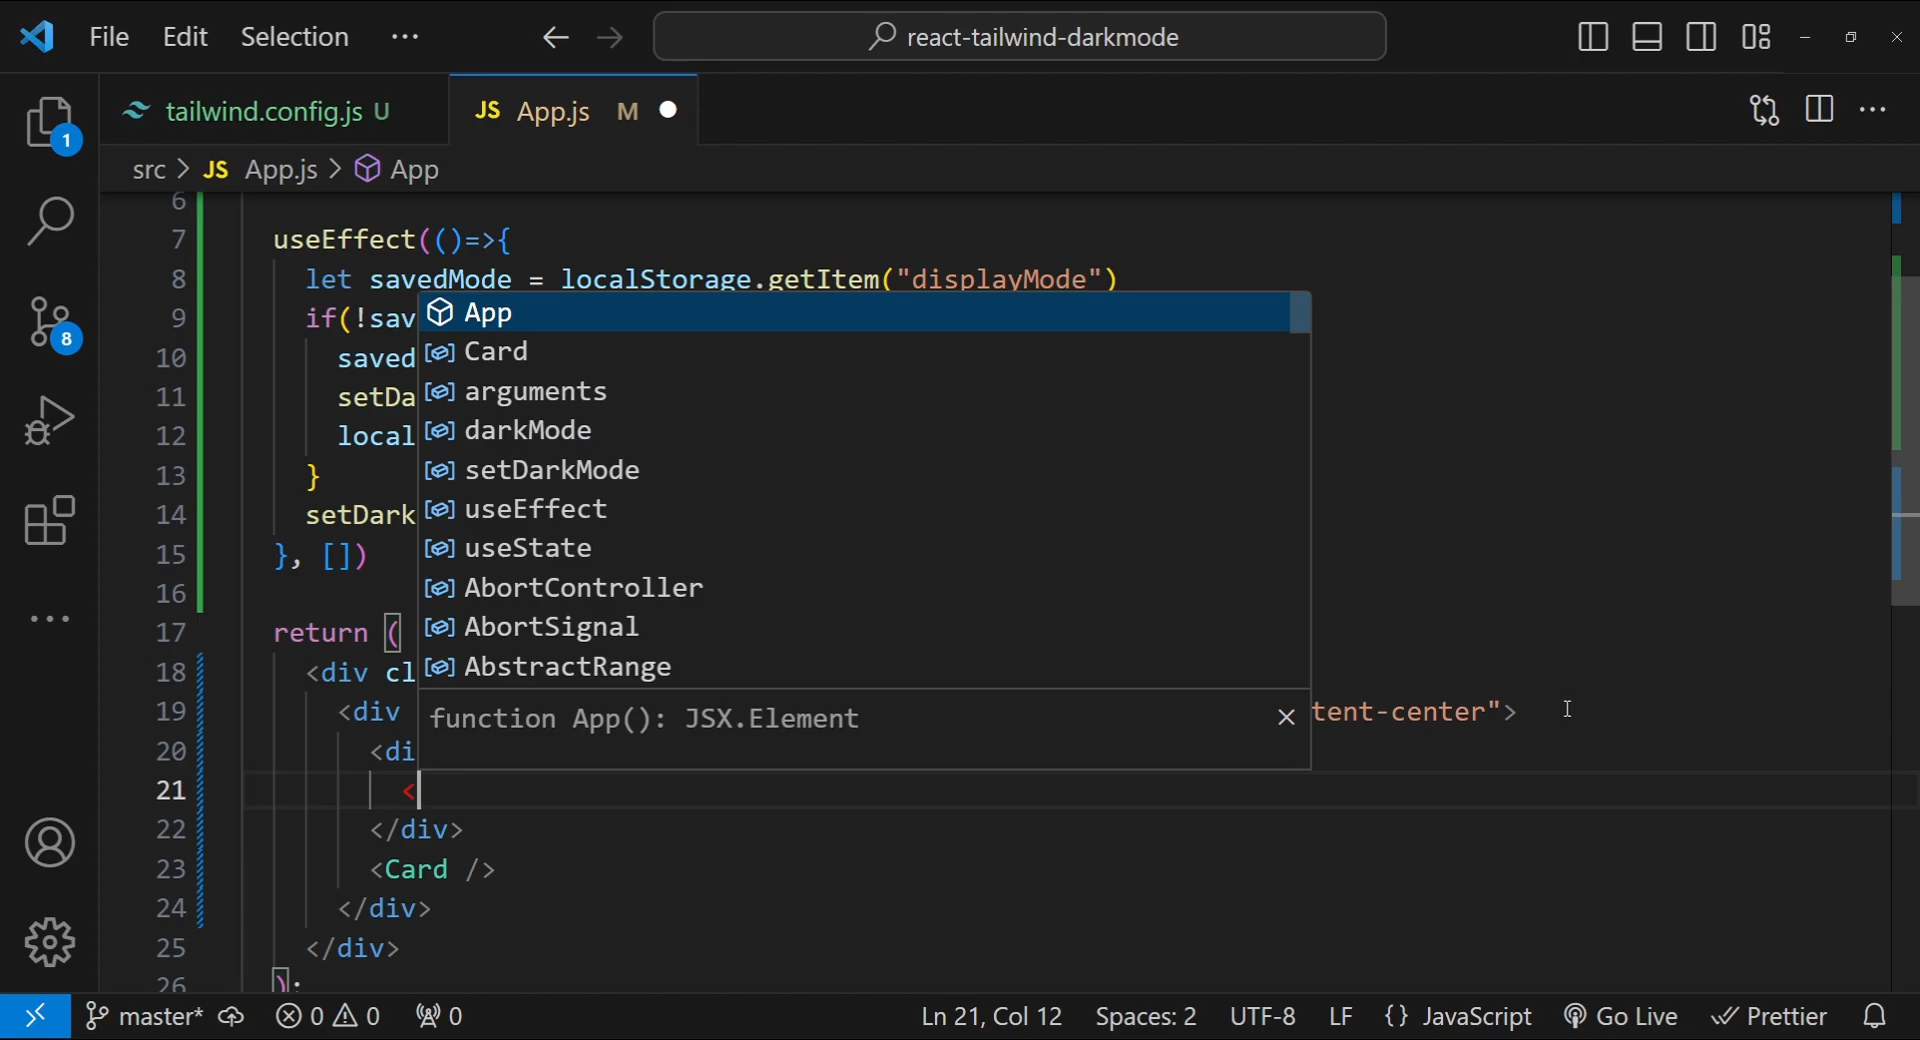 File Edit Selection ··· react-tailwind-darkmode
tailwind.config.js U JS App.js M
src > JS App.js > App
6
7 useEffect(()=>{
8 let savedMode = localStorage.getItem("displayMode")
9 if(!sav
10 saved
11 setDa
12 local
13 }
14 setDark
15 }, [])
16
17 return (
18 <div cl
19 <div tent-center">
20 <di
21 <
22 </div>
23 <Card />
24 </div>
25 </div>
26 );
App
Card
arguments
darkMode
setDarkMode
useEffect
useState
AbortController
AbortSignal
AbstractRange
function App(): JSX.Element
1
8
master* 0 0 0 Ln 21, Col 12 Spaces: 2 UTF-8 LF {} JavaScript Go Live Prettier